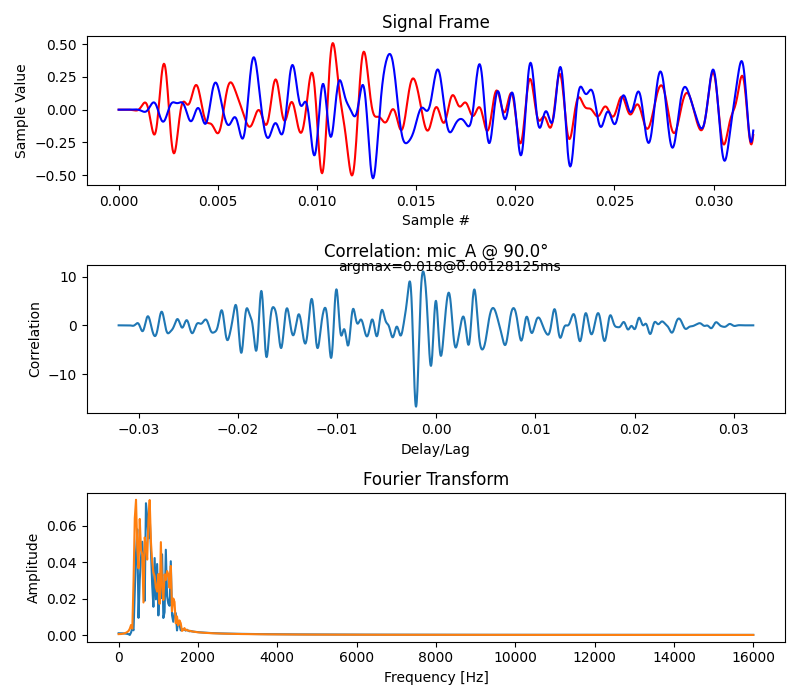 Signal Frame
0.50
0.25
0.00
−0.25
−0.50
Sample Value
0.000 0.005 0.010 0.015 0.020 0.025 0.030
Sample #
Correlation: mic_A @ 90.0°
argmax=0.018@0.00128125ms
10
0
−10
Correlation
−0.03 −0.02 −0.01 0.00 0.01 0.02 0.03
Delay/Lag
Fourier Transform
0.06
0.04
0.02
0.00
Amplitude
0 2000 4000 6000 8000 10000 12000 14000 16000
Frequency [Hz]